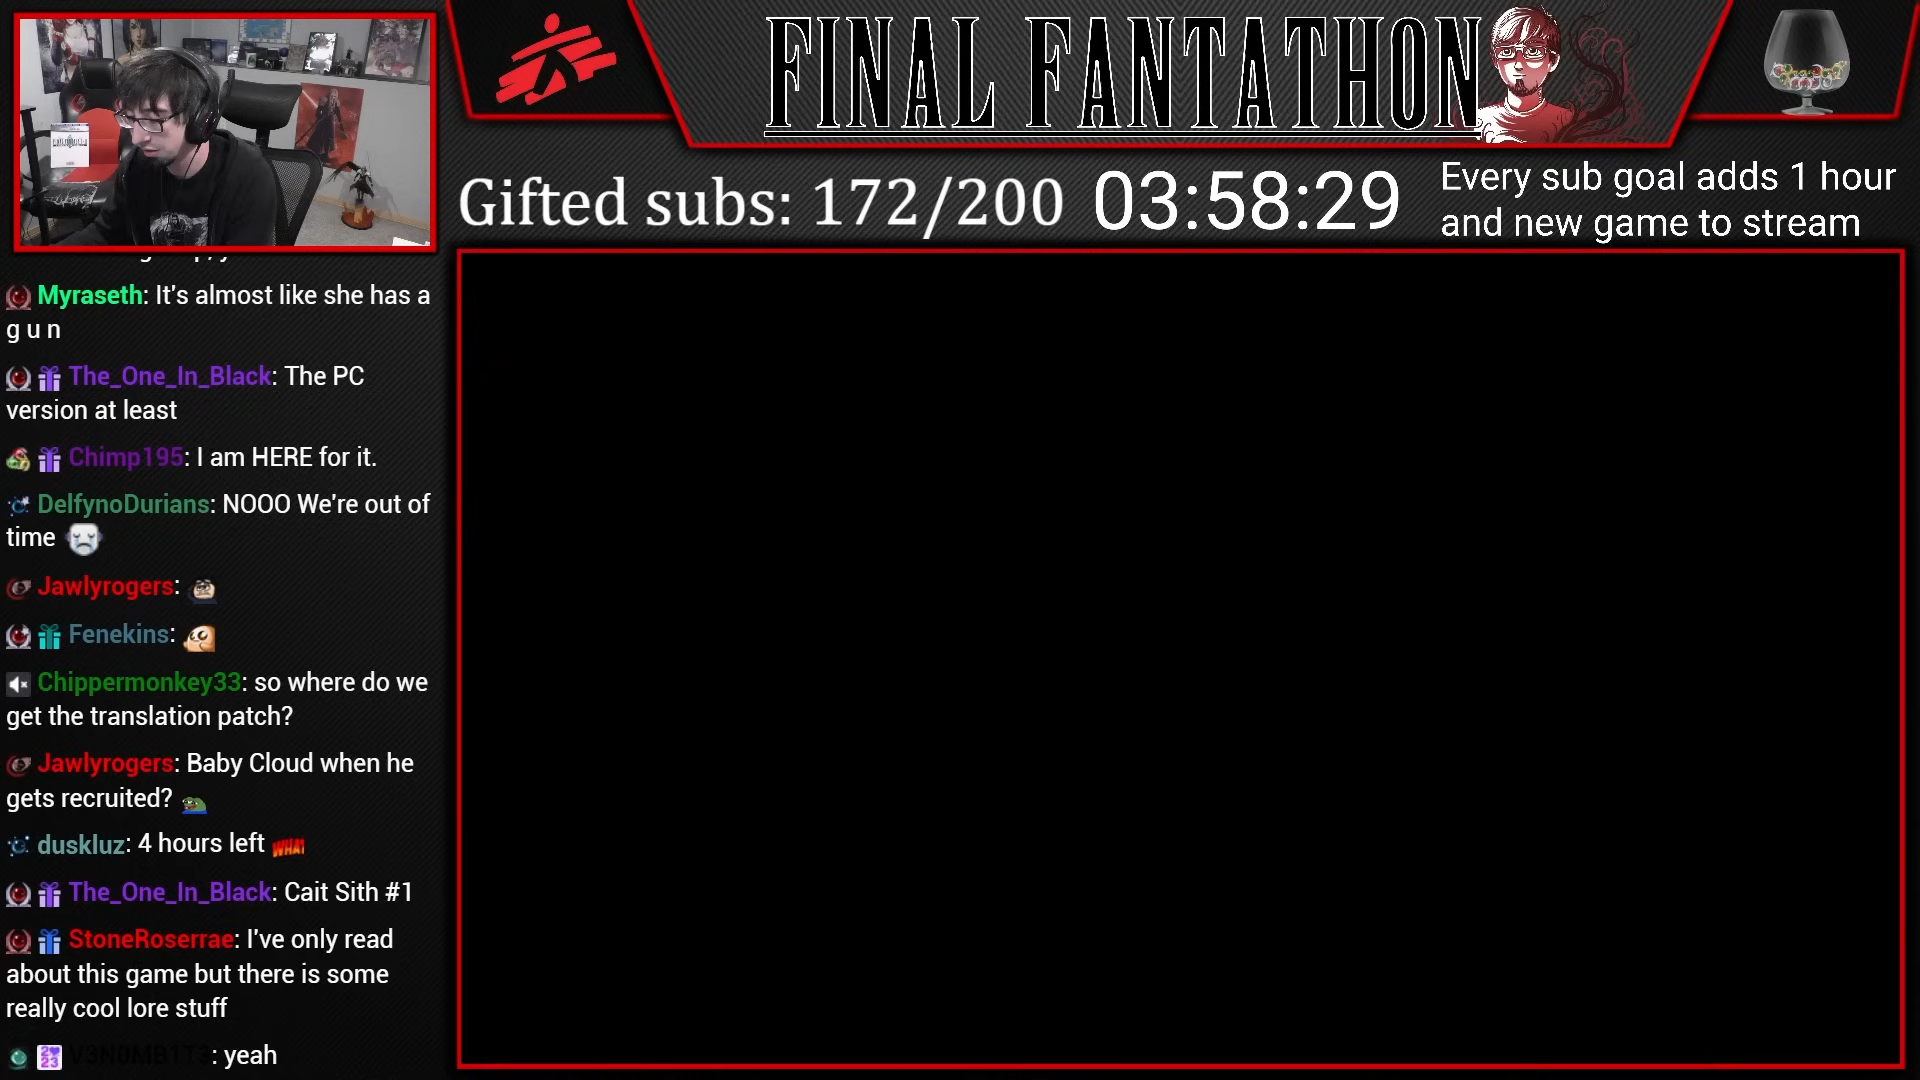 FINAL FANTATHON
Gifted subs: 172/200
03:58:29
Every sub goal adds 1 hour
and new game to stream
Myraseth: It's almost like she has a
g u n
The_One_In_Black: The PC
version at least
Chimp195: I am HERE for it.
DelfynoDurians: NOOO We're out of
time
Jawlyrogers:
Fenekins:
Chippermonkey33: so where do we
get the translation patch?
Jawlyrogers: Baby Cloud when he
gets recruited?
duskluz: 4 hours left WHAT
The_One_In_Black: Cait Sith #1
StoneRoserrae: I've only read
about this game but there is some
really cool lore stuff
V3N0MB1T3: yeah